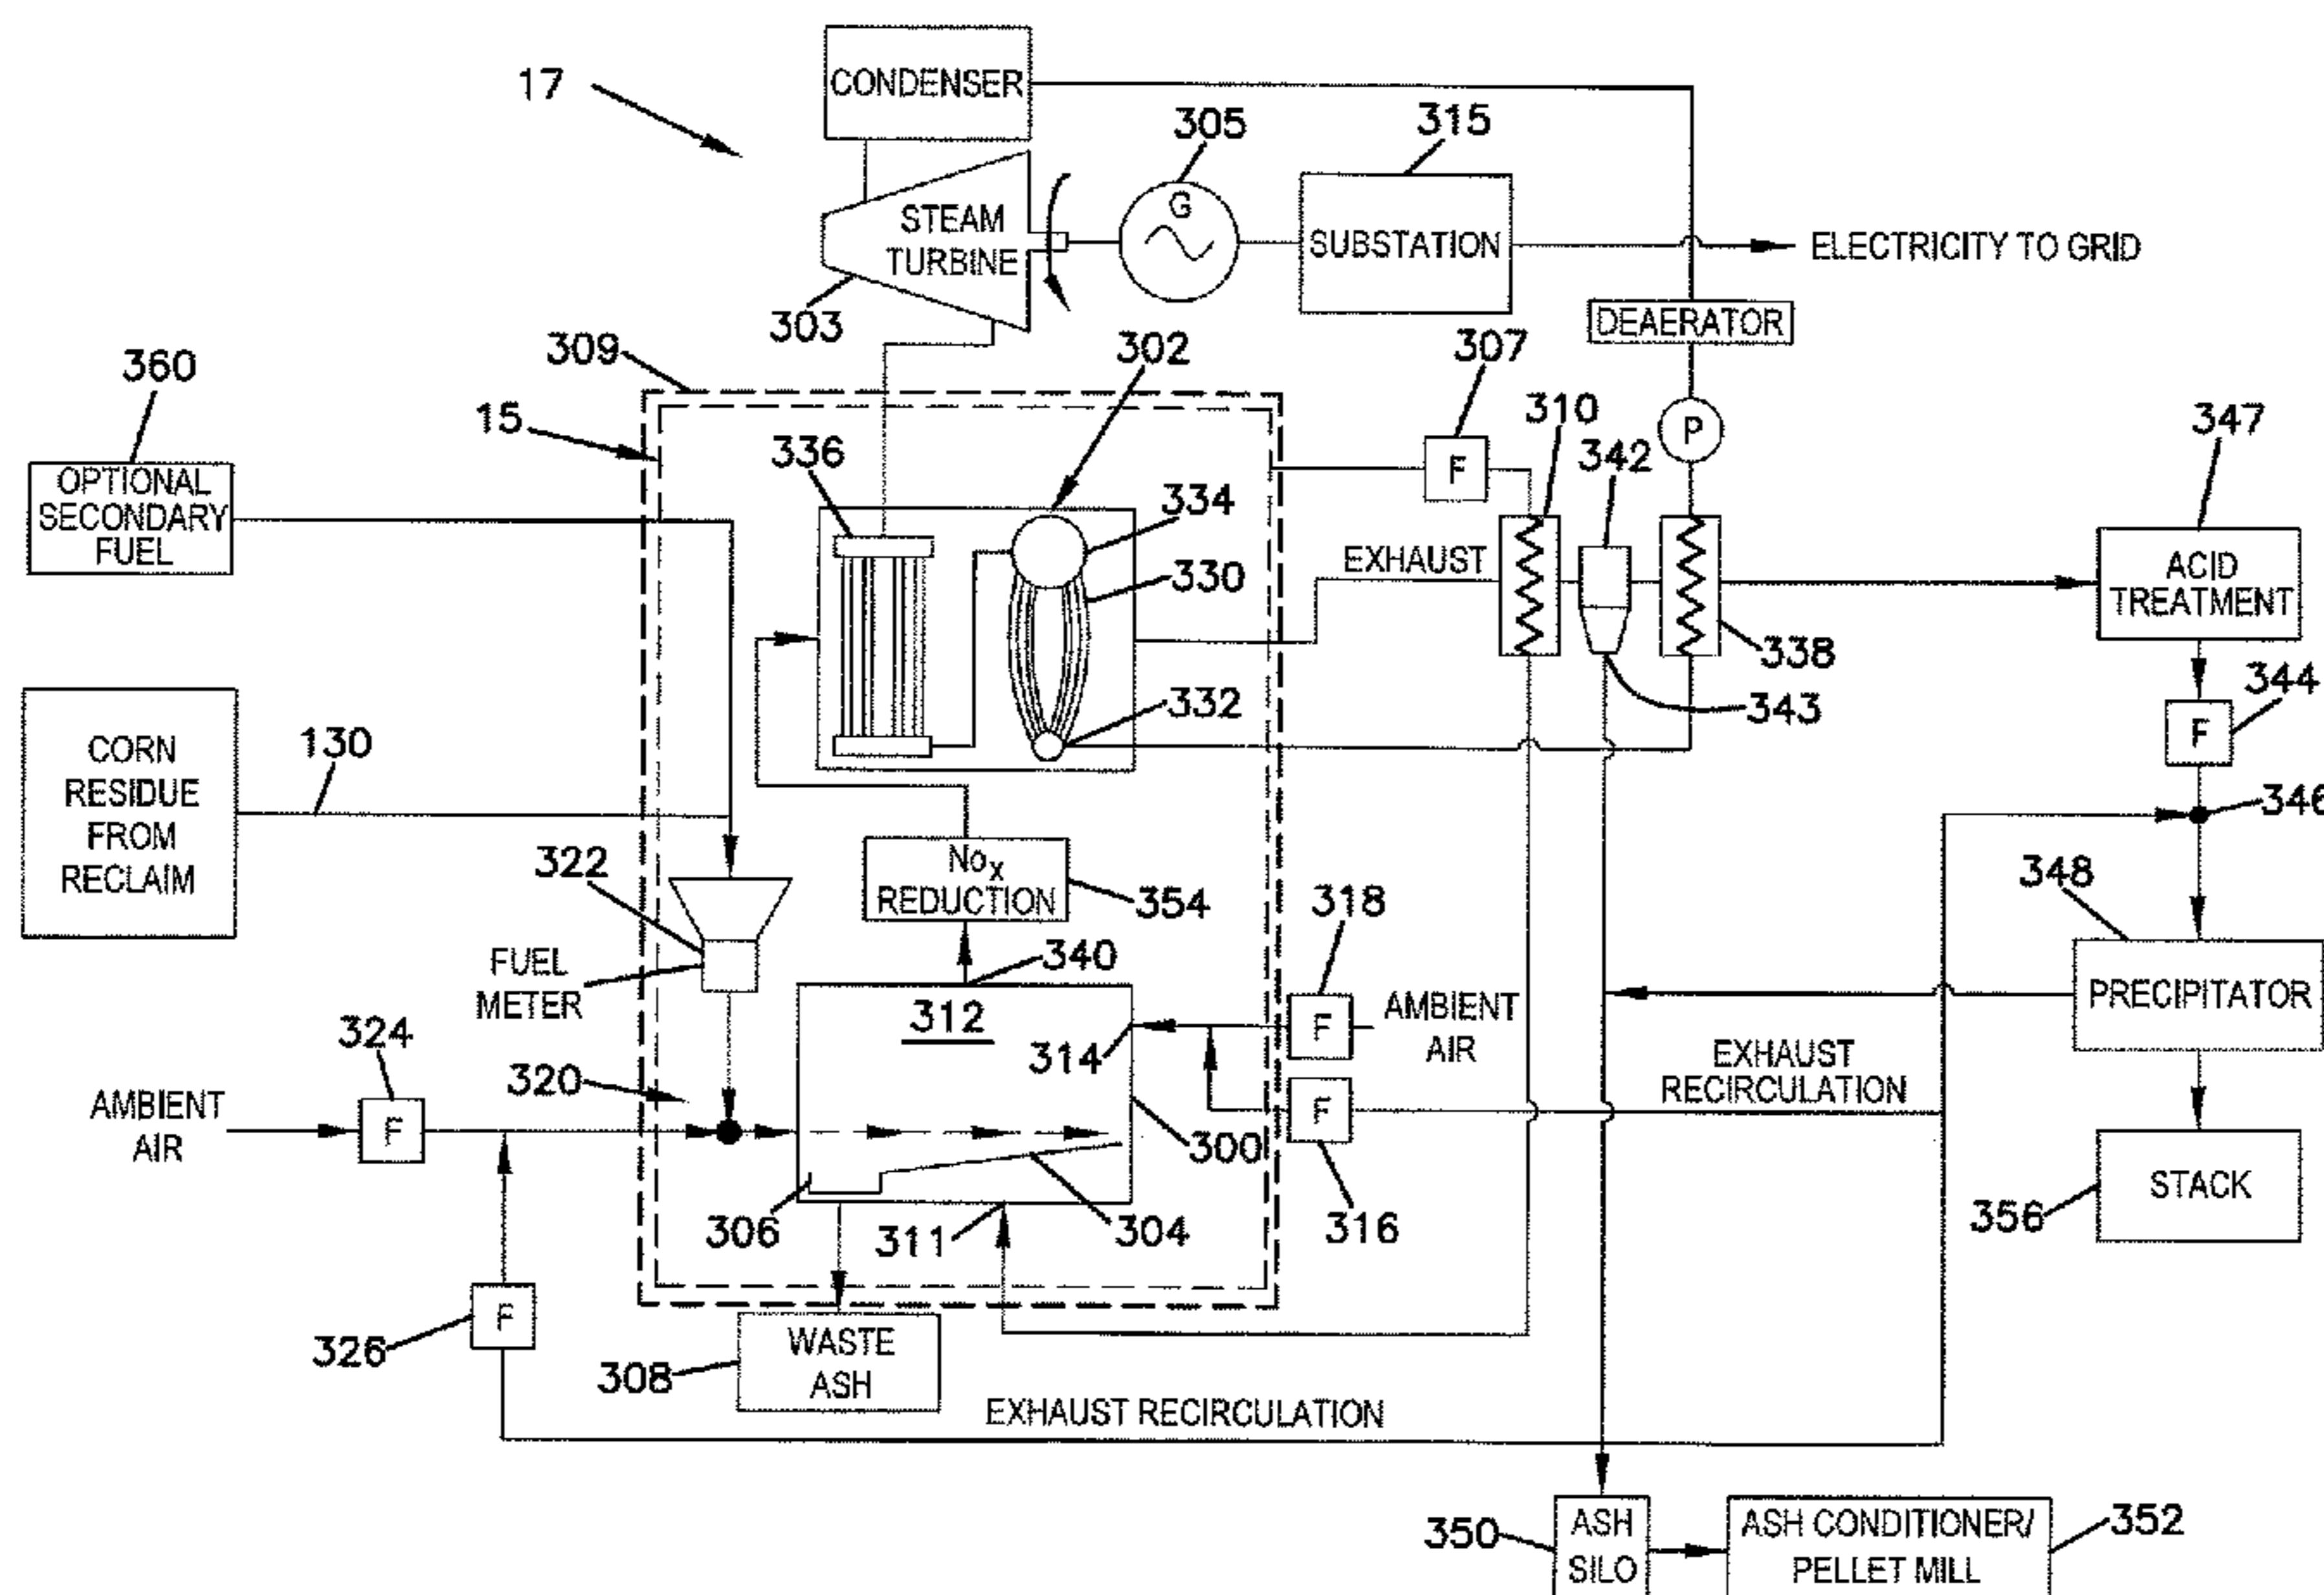 CONDENSER
17
305
315
G
STEAM
TURBINE
SUBSTATION
ELECTRICITY TO GRID
303
DEAERATOR
309
302
307
360
15
310
P
347
336
F
342
OPTIONAL
SECONDARY
FUEL
334
EXHAUST
330
ACID
TREATMENT
338
332
343
344
F
CORN
RESIDUE
FROM
RECLAIM
130
346
322
NOx
REDUCTION
354
318
348
FUEL
METER
340
312
314
F
AMBIENT
AIR
PRECIPITATOR
324
320
EXHAUST
RECIRCULATION
AMBIENT
AIR
F
F
300
STACK
306
311
304
316
356
F
326
308
WASTE
ASH
EXHAUST RECIRCULATION
350
ASH
SILO
ASH CONDITIONER/
PELLET MILL
352